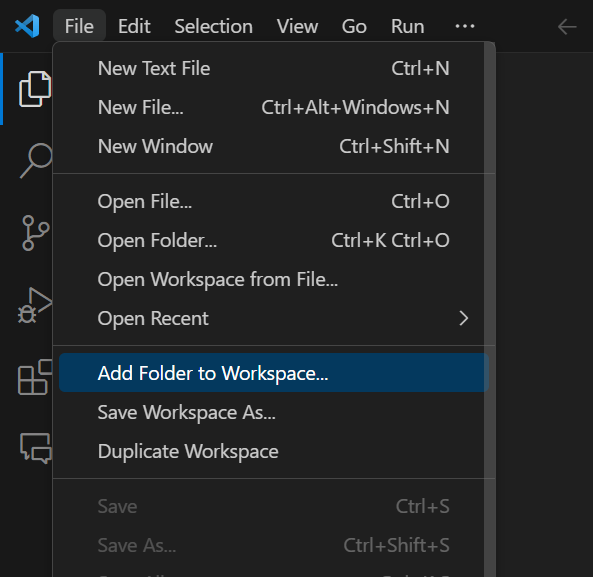 File Edit Selection View Go Run ...
New Text File Ctrl+N
New File... Ctrl+Alt+Windows+N
New Window Ctrl+Shift+N
Open File... Ctrl+O
Open Folder... Ctrl+K Ctrl+O
Open Workspace from File...
Open Recent
Add Folder to Workspace...
Save Workspace As...
Duplicate Workspace
Save Ctrl+S
Save As... Ctrl+Shift+S